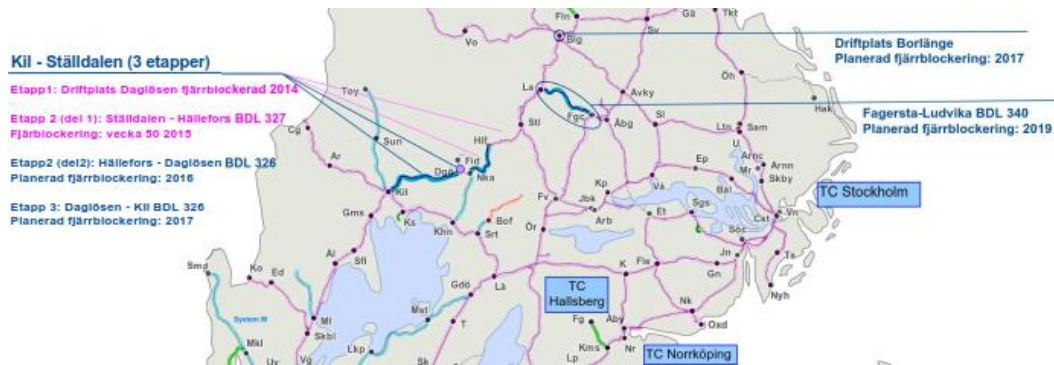 Kil - Ställdalen (3 etapper)
Etapp1: Driftplats Daglösen fjärrblockerad 2014
Etapp 2 (del 1): Ställdalen - Hällefors BDL 327
Fjärblockering: vecka 50 2015
Etapp2 (del2): Hällefors - Daglösen BDL 326
Planerad fjärrblockering: 2016
Etapp 3: Daglösen - Kil BDL 326
Planerad fjärrblockering: 2017
Driftplats Borlänge
Planerad fjärrblockering: 2017
Fagersta-Ludvika BDL 340
Planerad fjärrblockering: 2019
TC Stockholm
TC
Hallsberg
TC Norrköping
System M
Fln
Gä
Tkt
Vo
Blg
Sv
Öh
Toy
La
Avky
Hak
Cg
Fgc
Åbg
Sl
Ltn
Sam
Stl
U
Sun
Hlf
Ar
Fid
Dgö
Nka
Ep
Arnc
Arnn
Mr
Skby
Kil
Kp
Vå
Bal
Fv
Jbk
Et
Sgs
Cst
Vn
Gms
Ks
Khn
Bof
Srt
Arb
Ör
Soc
Ål
Sfl
Jn
Ts
Smd
Ko
Ed
Lå
K
Fle
Gn
Nyh
Gdö
Mst
T
Nk
Oxd
Ml
Skbl
Fg
Åby
Mkl
Lkp
Kms
Nr
Ux
Vg
Sk
Lp